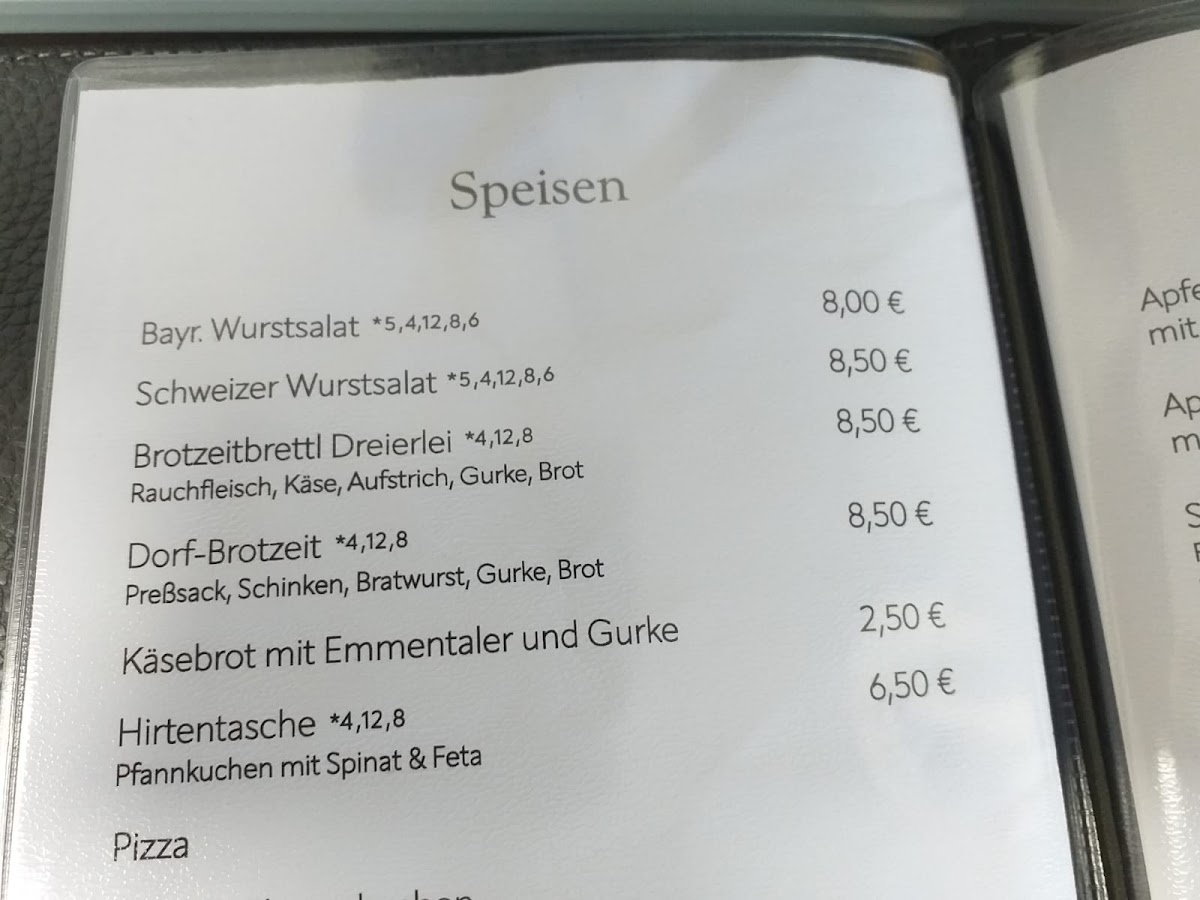 Speisen
Bayr. Wurstsalat *5,4,12,8,6 8,00 €
Schweizer Wurstsalat *5,4,12,8,6 8,50 €
Brotzeitbrettl Dreierlei *4,12,8 8,50 €
Rauchfleisch, Käse, Aufstrich, Gurke, Brot
Dorf-Brotzeit *4,12,8 8,50 €
Preßsack, Schinken, Bratwurst, Gurke, Brot
Käsebrot mit Emmentaler und Gurke 2,50 €
Hirtentasche *4,12,8 6,50 €
Pfannkuchen mit Spinat & Feta
Pizza
mit